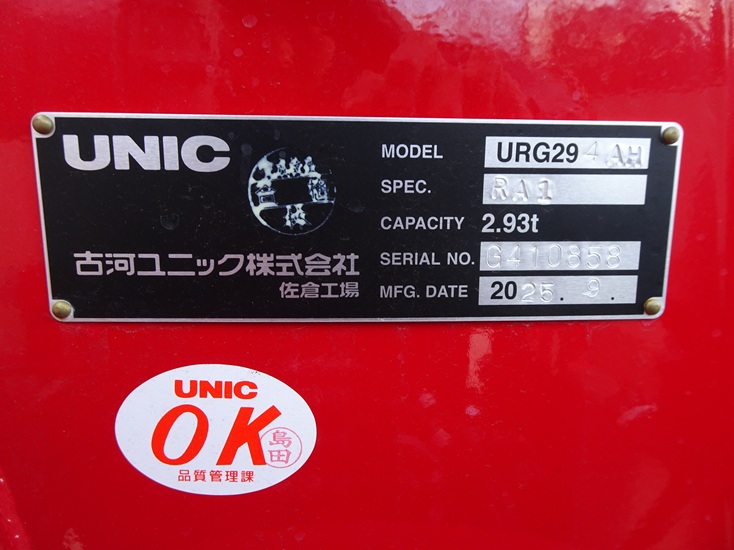 UNIC
MODEL URG294AH
SPEC. RA1
CAPACITY 2.93t
古河ユニック株式会社
佐倉工場
SERIAL NO. G410858
MFG. DATE 2025. 9.
UNIC
OK
島田
品質管理課